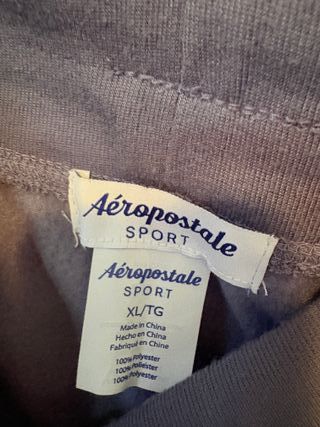 Aéropostale
SPORT
Aéropostale
SPORT
XL/TG
Made in China
Hecho en China
Fabriqué en Chine
100% Polyester
100% Poliéster
100% Polyester